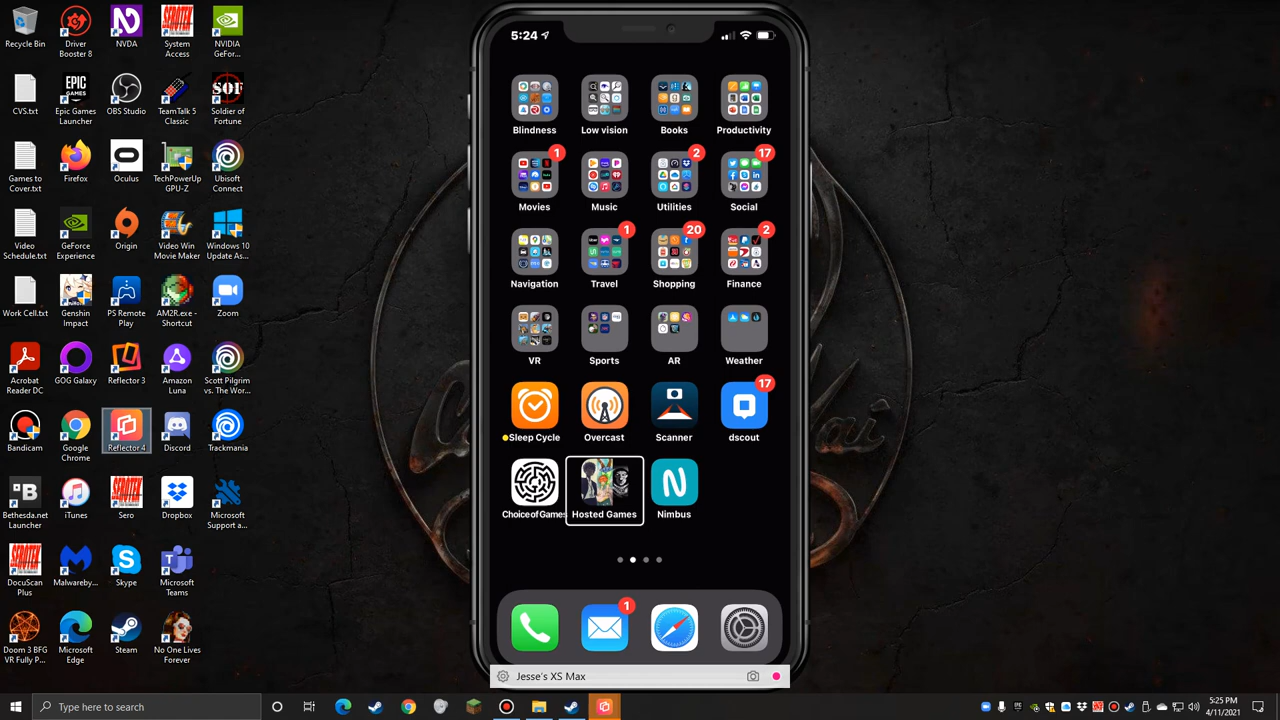 Recycle Bin
Driver Booster 8
NVDA
System Access
NVIDIA GeFor...
CVS.txt
Epic Games Launcher
OBS Studio
TeamTalk 5 Classic
Soldier of Fortune
Games to Cover.txt
Firefox
Oculus
TechPowerUp GPU-Z
Ubisoft Connect
Video Schedule.txt
GeForce Experience
Origin
Video Win Movie Maker
Windows 10 Update As...
Work Cell.txt
Genshin Impact
PS Remote Play
AM2R.exe - Shortcut
Zoom
Acrobat Reader DC
GOG Galaxy
Reflector 3
Amazon Luna
Scott Pilgrim vs. The Wor...
Bandicam
Google Chrome
Reflector 4
Discord
Trackmania
Bethesda.net Launcher
iTunes
Sero
Dropbox
Microsoft Support a...
DocuScan Plus
Malwareby...
Skype
Microsoft Teams
Doom 3 BFG VR Fully P...
Microsoft Edge
Steam
No One Lives Forever
5:24
Blindness
Low vision
Books
Productivity
1
2
17
Movies
Music
Utilities
Social
1
20
2
Navigation
Travel
Shopping
Finance
VR
Sports
AR
Weather
17
Sleep Cycle
Overcast
Scanner
dscout
Choice of Games
Hosted Games
Nimbus
1
Jesse's XS Max
Type here to search
5:25 PM
4/11/2021
SEROTEK
EPIC GAMES
SOF
SEROTEK
SEROTEK